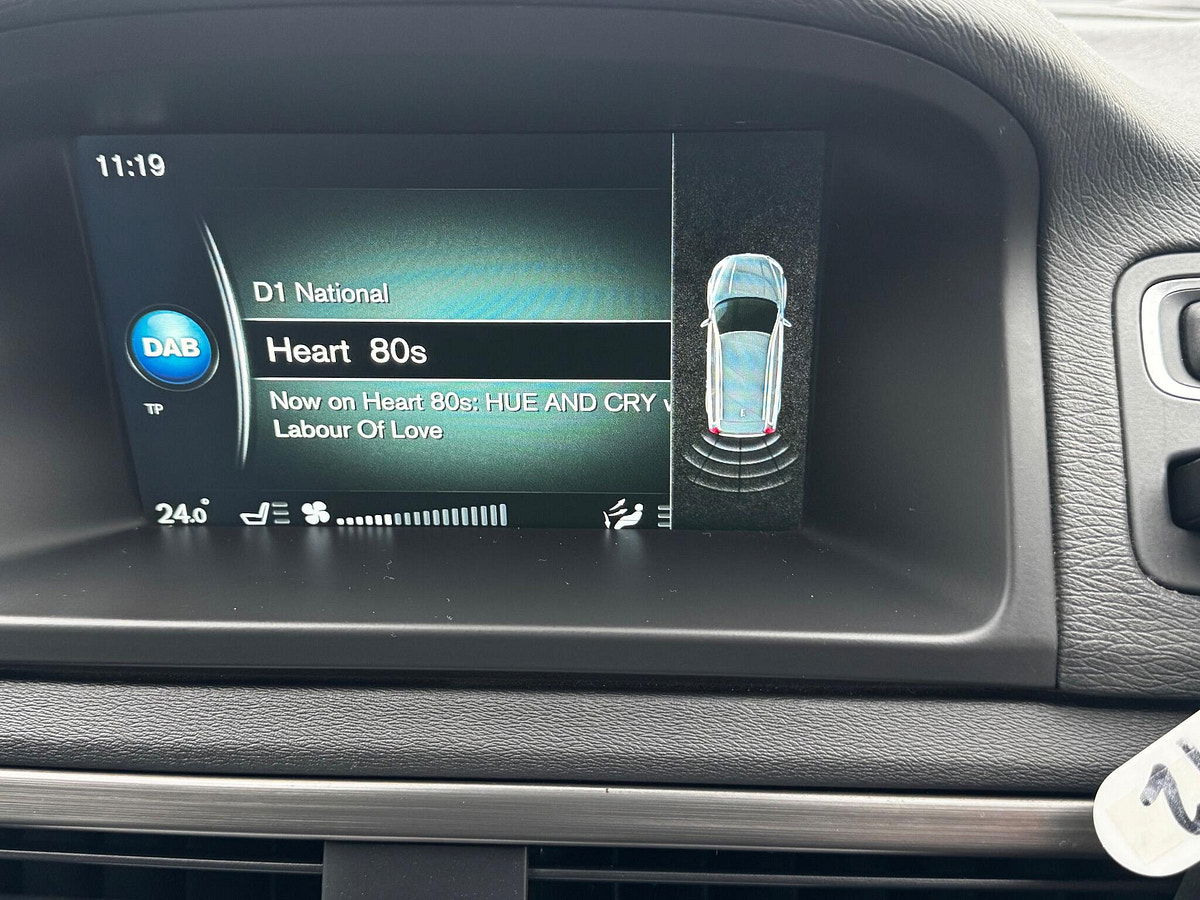 11:19
D1 National
DAB
Heart 80s
TP
Now on Heart 80s: HUE AND CRY
Labour Of Love
24.0°